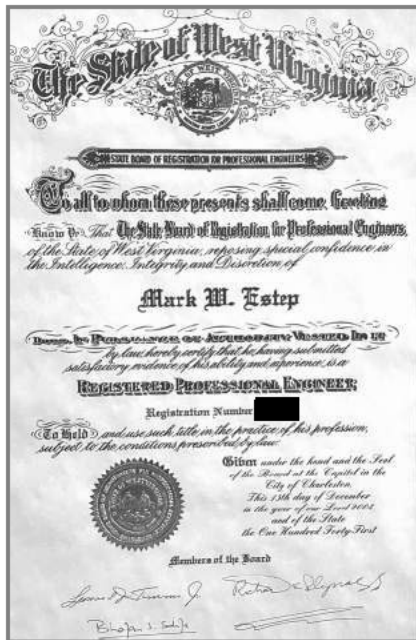 The State of West Virginia
STATE BOARD OF REGISTRATION FOR PROFESSIONAL ENGINEERS
To all to whom these presents shall come, Greeting
Know Ye, That The State Board of Registration for Professional Engineers,
of the State of West Virginia, reposing special confidence in
the Intelligence, Integrity and Discretion of
Mark W. Estep
Does, In Pursuance of Authority Vested In It
by law, hereby certify that he having submitted
satisfactory evidence of his ability and experience, is a
REGISTERED PROFESSIONAL ENGINEER,
Registration Number
To Hold and use such title in the practice of his profession,
subject to the conditions prescribed by law.
Given under the hand and the Seal
of the Board at the Capitol in the
City of Charleston.
This 13th day of December
in the year of our Lord
and of the State
the One Hundred Forty First
Members of the Board